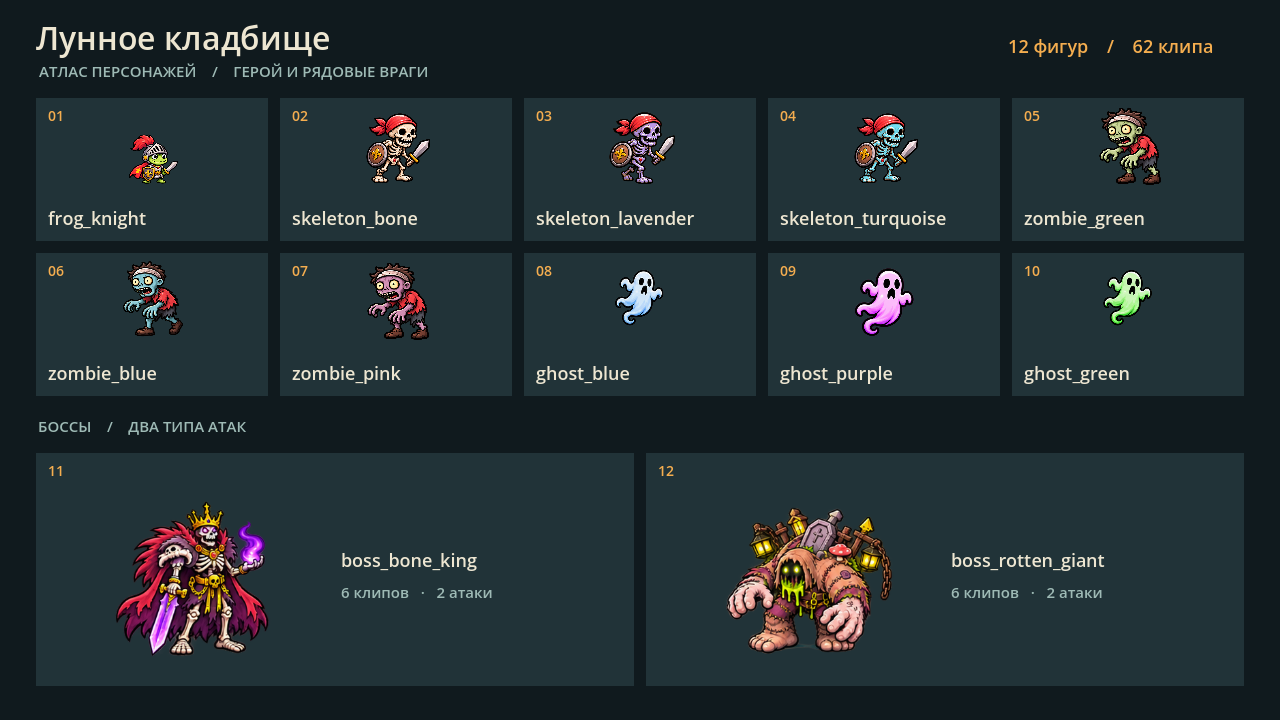 Лунное кладбище
12 фигур / 62 клипа
АТЛАС ПЕРСОНАЖЕЙ / ГЕРОЙ И РЯДОВЫЕ ВРАГИ
01
frog_knight
02
skeleton_bone
03
skeleton_lavender
04
skeleton_turquoise
05
zombie_green
06
zombie_blue
07
zombie_pink
08
ghost_blue
09
ghost_purple
10
ghost_green
БОССЫ / ДВА ТИПА АТАК
11
boss_bone_king
6 клипов · 2 атаки
12
boss_rotten_giant
6 клипов · 2 атаки